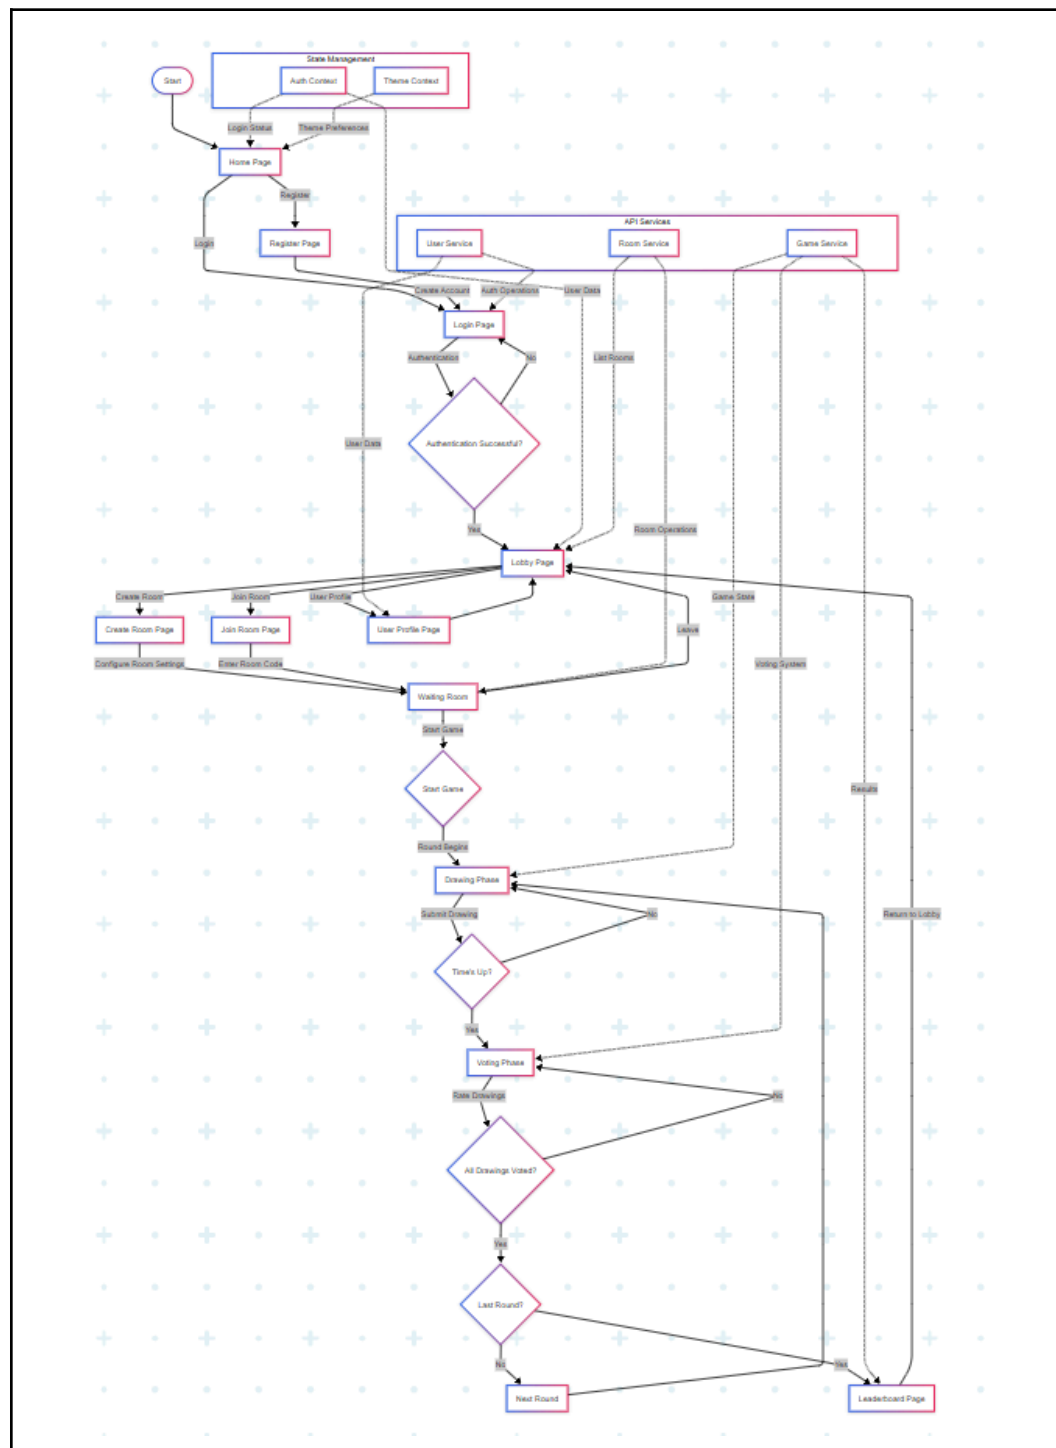 State Management
Start
Auth Context
Theme Context
Login Status
Theme Preferences
Home Page
Register
API Services
Login
Register Page
User Service
Room Service
Game Service
Create Account
Auth Operations
User Data
Login Page
Authentication
No
List Rooms
User Data
Authentication Successful?
Yes
Room Operations
Lobby Page
Create Room
Join Room
User Profile
Game State
Create Room Page
Join Room Page
User Profile Page
Leave
Configure Room Settings
Enter Room Code
Voting System
Waiting Room
Start Game
Start Game
Results
Round Begins
Drawing Phase
Submit Drawing
No
Return to Lobby
Time's Up?
Yes
Voting Phase
Rate Drawings
No
All Drawings Voted?
Yes
Last Round?
No
Yes
Next Round
Leaderboard Page